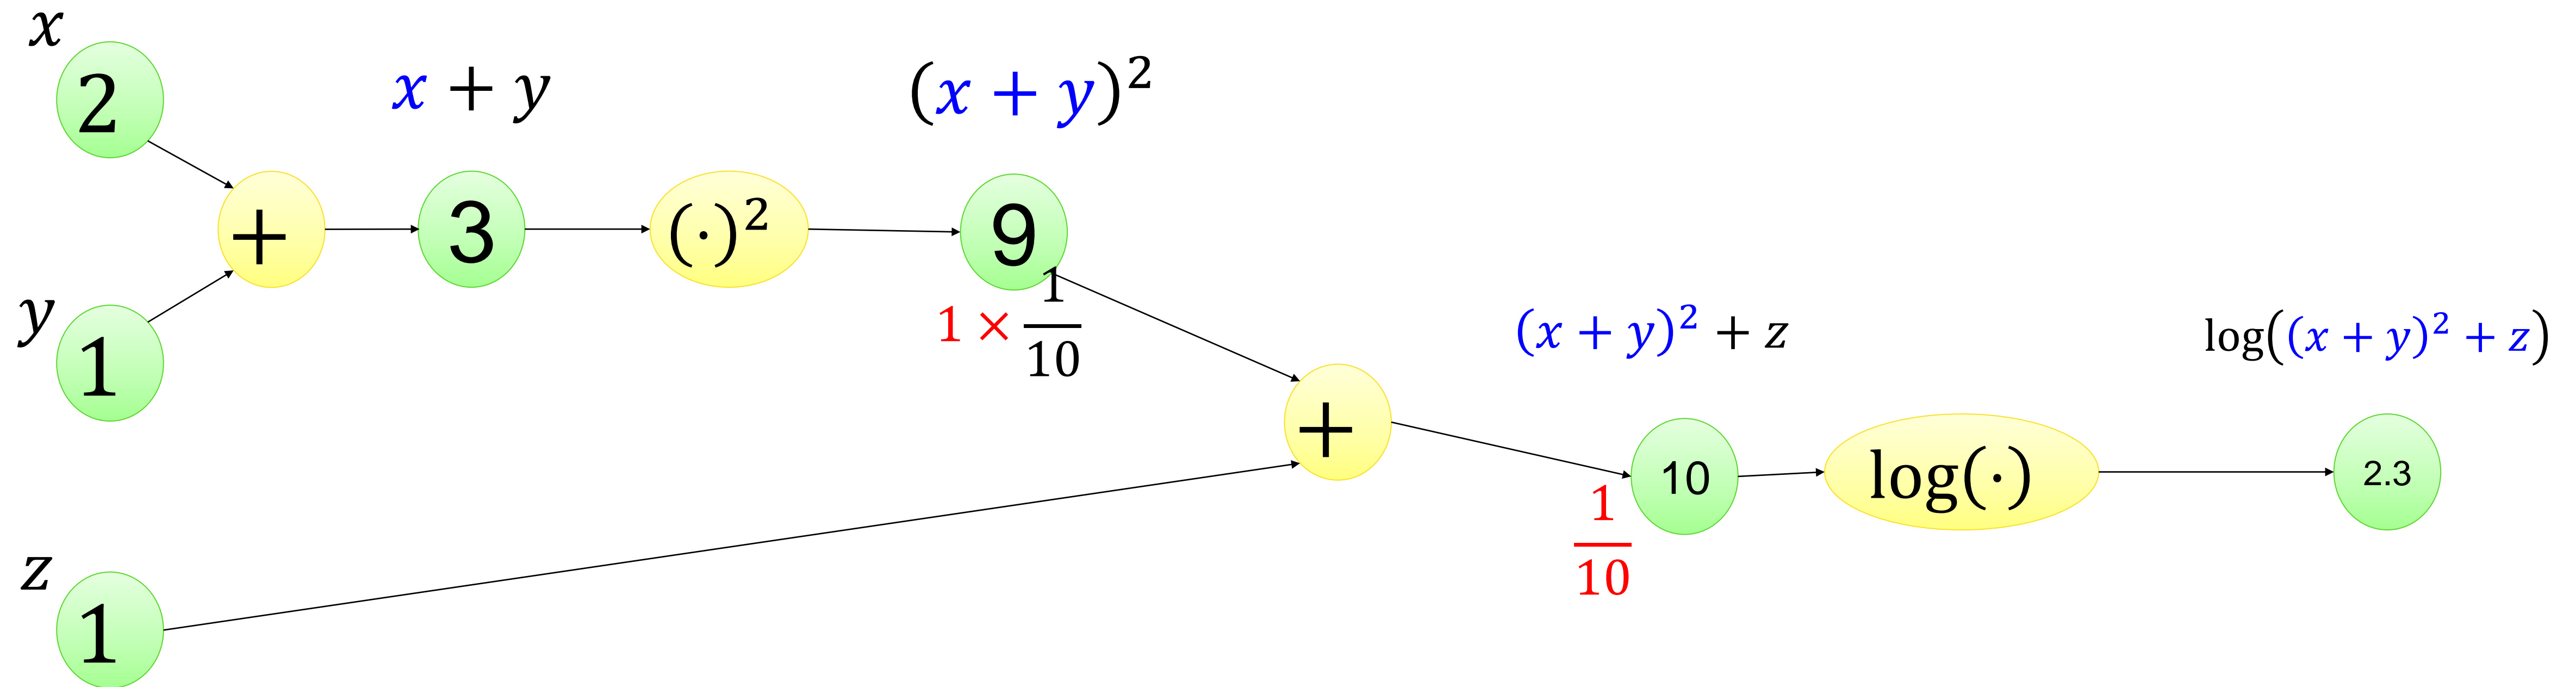 x
2
x + y
(x + y)²
+
3
(·)²
9
y
1
1 × 1/10
(x + y)² + z
log((x + y)² + z)
+
10
log(·)
2.3
1/10
z
1